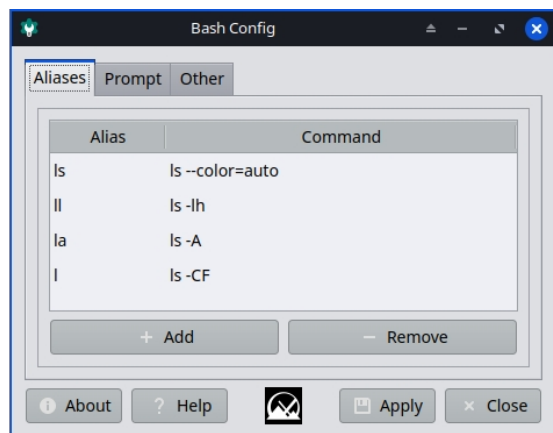 Bash Config
Aliases Prompt Other
Alias Command
ls ls --color=auto
ll ls -lh
la ls -A
l ls -CF
+ Add − Remove
About ? Help Apply × Close